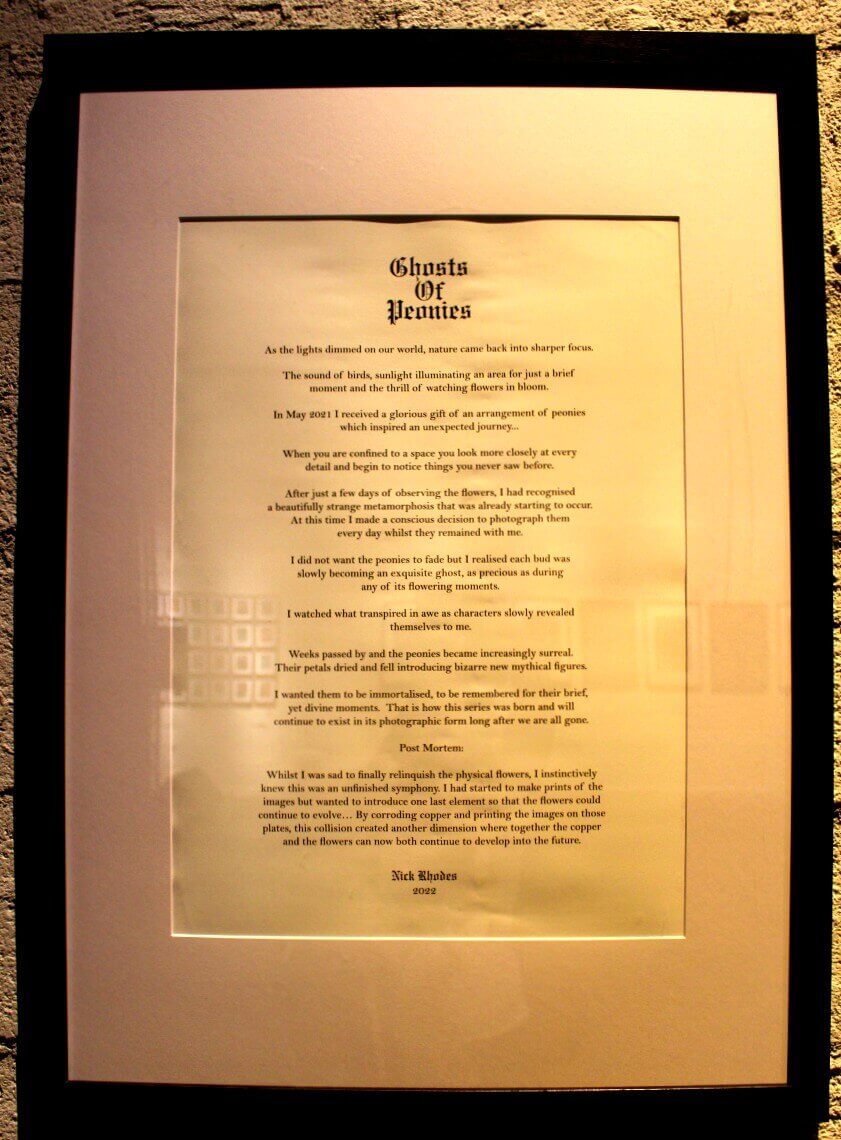 Ghosts
Of
Peonies
As the lights dimmed on our world, nature came back into sharper focus.
The sound of birds, sunlight illuminating an area for just a brief
moment and the thrill of watching flowers in bloom.
In May 2021 I received a glorious gift of an arrangement of peonies
which inspired an unexpected journey...
When you are confined to a space you look more closely at every
detail and begin to notice things you never saw before.
After just a few days of observing the flowers, I had recognised
a beautifully strange metamorphosis that was already starting to occur.
At this time I made a conscious decision to photograph them
every day whilst they remained with me.
I did not want the peonies to fade but I realised each bud was
slowly becoming an exquisite ghost, as precious as during
any of its flowering moments.
I watched what transpired in awe as characters slowly revealed
themselves to me.
Weeks passed by and the peonies became increasingly surreal.
Their petals dried and fell introducing bizarre new mythical figures.
I wanted them to be immortalised, to be remembered for their brief,
yet divine moments. That is how this series was born and will
continue to exist in its photographic form long after we are all gone.
Post Mortem:
Whilst I was sad to finally relinquish the physical flowers, I instinctively
knew this was an unfinished symphony. I had started to make prints of the
images but wanted to introduce one last element so that the flowers could
continue to evolve… By corroding copper and printing the images on those
plates, this collision created another dimension where together the copper
and the flowers can now both continue to develop into the future.
Nick Rhodes
2022